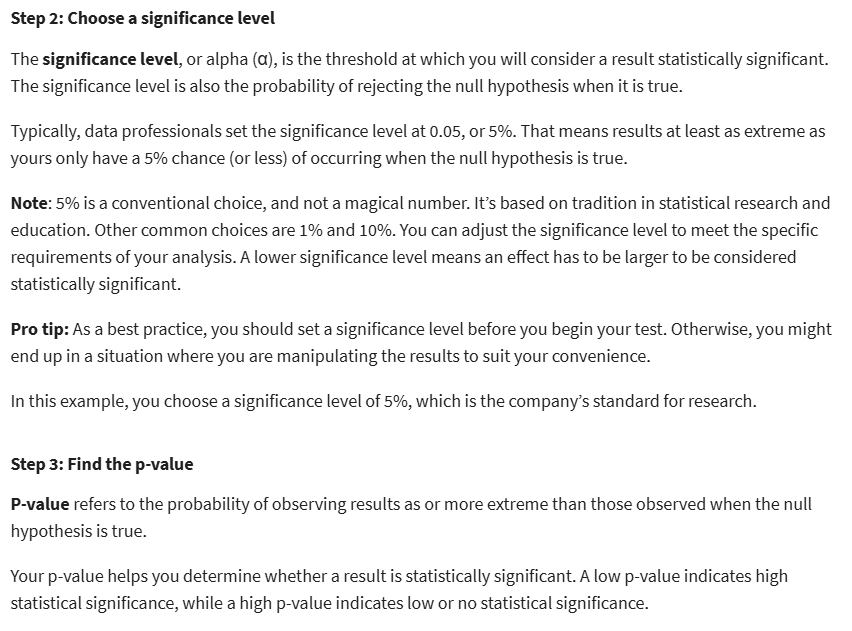 Step 2: Choose a significance level
The significance level, or alpha (α), is the threshold at which you will consider a result statistically significant.
The significance level is also the probability of rejecting the null hypothesis when it is true.
Typically, data professionals set the significance level at 0.05, or 5%. That means results at least as extreme as
yours only have a 5% chance (or less) of occurring when the null hypothesis is true.
Note: 5% is a conventional choice, and not a magical number. It’s based on tradition in statistical research and
education. Other common choices are 1% and 10%. You can adjust the significance level to meet the specific
requirements of your analysis. A lower significance level means an effect has to be larger to be considered
statistically significant.
Pro tip: As a best practice, you should set a significance level before you begin your test. Otherwise, you might
end up in a situation where you are manipulating the results to suit your convenience.
In this example, you choose a significance level of 5%, which is the company’s standard for research.
Step 3: Find the p-value
P-value refers to the probability of observing results as or more extreme than those observed when the null
hypothesis is true.
Your p-value helps you determine whether a result is statistically significant. A low p-value indicates high
statistical significance, while a high p-value indicates low or no statistical significance.